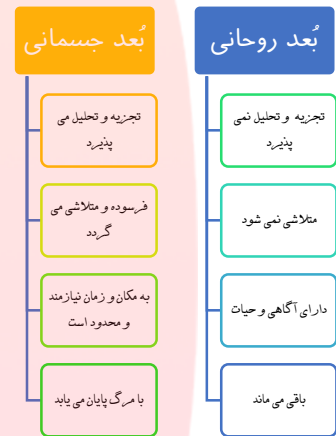 بُعد روحانی
تجزیه و تحلیل نمی
پذیرد
متلاشی نمی شود
دارای آگاهی و حیات
باقی می ماند
بُعد جسمانی
تجزیه و تحلیل می
پذیرد
فرسوده و متلاشی می
گردد
به مکان و زمان نیازمند
و محدود است
با مرگ پایان می یابد